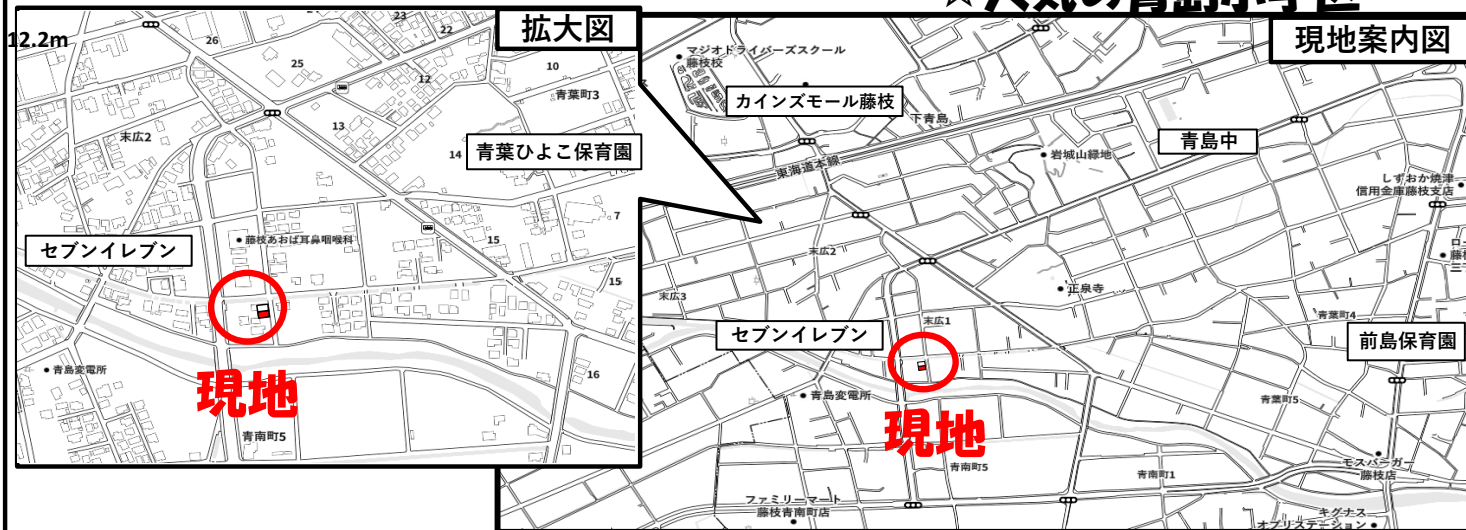 12.2m
拡大図
26
25
24
23
22
12
13
14
10
青葉町3
末広2
青葉ひよこ保育園
7
セブンイレブン
藤枝あおば耳鼻咽喉科
15
15
現地
青島変電所
16
青南町5
現地案内図
マジオドライバーズスクール
藤枝校
カインズモール藤枝
下青島
青島中
岩城山緑地
東海道本線
しずおか焼津
信用金庫藤枝支店
末広2
正泉寺
末広3
末広1
セブンイレブン
青葉町4
前島保育園
青島変電所
現地
青葉町5
青南町5
青南町1
モスバーガー
藤枝店
ファミリーマート
藤枝青南町店
キグナス
オブリステーション